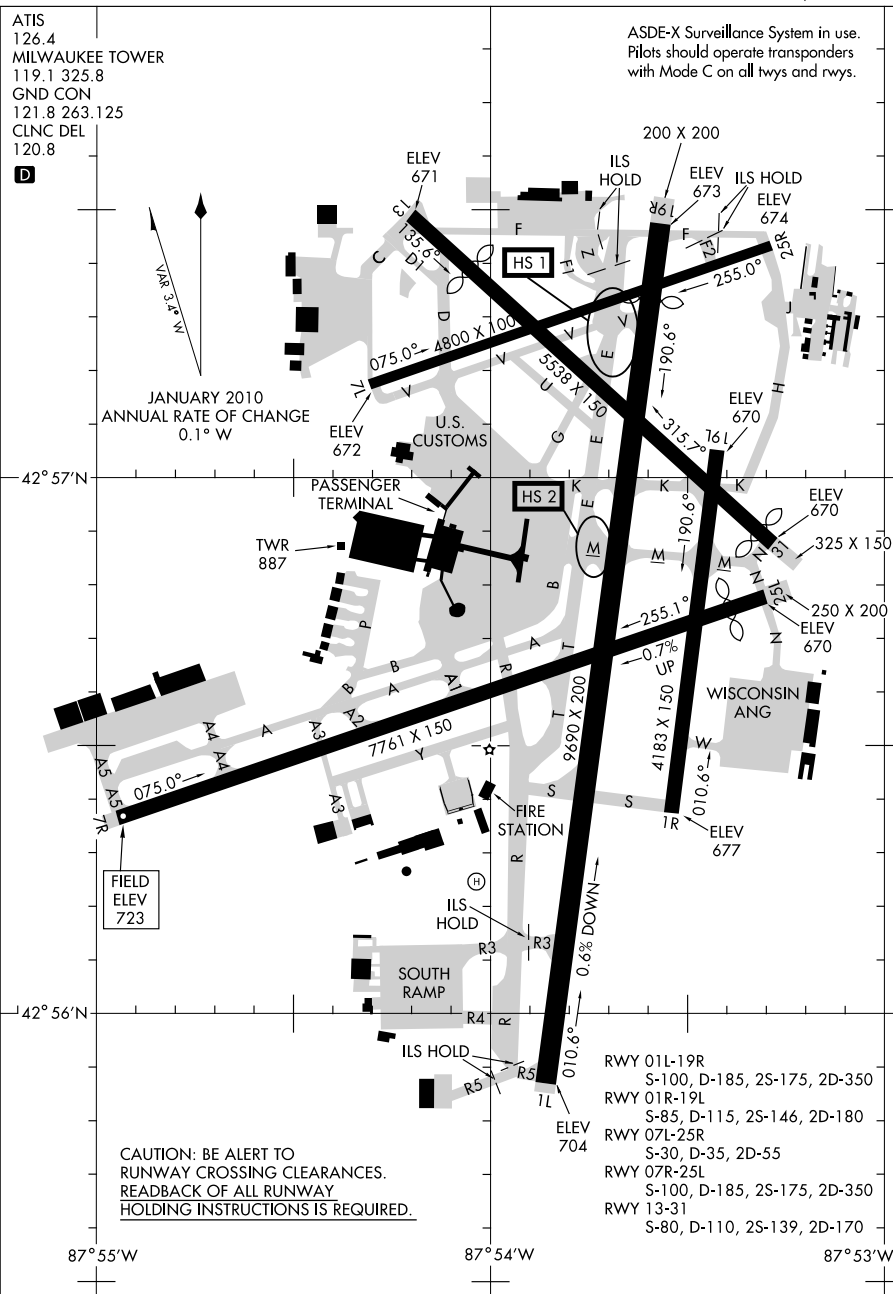 ATIS
126.4
MILWAUKEE TOWER
119.1 325.8
GND CON
121.8 263.125
CLNC DEL
120.8
D
ASDE-X Surveillance System in use.
Pilots should operate transponders
with Mode C on all twys and rwys.
200 X 200
ELEV
671
ILS
HOLD
ELEV
673
ILS HOLD
ELEV
674
13
19R
F
F
F2
25R
C
135.6°
D1
Z
F1
HS 1
255.0°
VAR 3.4° W
J
D
075.0°
4800 X 100
V
V
V
V
E
190.6°
7L
5538 X 150
H
JANUARY 2010
ANNUAL RATE OF CHANGE
0.1° W
ELEV
672
U.S.
CUSTOMS
U
G
E
315.7°
19L
ELEV
670
42°57'N
PASSENGER
TERMINAL
HS 2
K
K
K
E
190.6°
ELEV
670
TWR
887
M
M
M
N
31
325 X 150
N
B
255.1°
25L
250 X 200
ELEV
670
P
B
B
A
T
R
0.7%
UP
N
A
A1
A2
A3
A4
A4
A
A5
A5
7761 X 150
T
9690 X 200
4183 X 150
WISCONSIN
ANG
Y
075.0°
7R
A3
S
S
W
010.6°
1R
ELEV
677
FIRE
STATION
FIELD
ELEV
723
R
H
ILS
HOLD
0.6% DOWN
R3
R3
SOUTH
RAMP
42°56'N
R4
R
010.6°
ILS HOLD
R5
R5
1L
ELEV
704
RWY 01L-19R
S-100, D-185, 2S-175, 2D-350
RWY 01R-19L
S-85, D-115, 2S-146, 2D-180
RWY 07L-25R
S-30, D-35, 2D-55
RWY 07R-25L
S-100, D-185, 2S-175, 2D-350
RWY 13-31
S-80, D-110, 2S-139, 2D-170
CAUTION: BE ALERT TO
RUNWAY CROSSING CLEARANCES.
READBACK OF ALL RUNWAY
HOLDING INSTRUCTIONS IS REQUIRED.
87°55'W
87°54'W
87°53'W